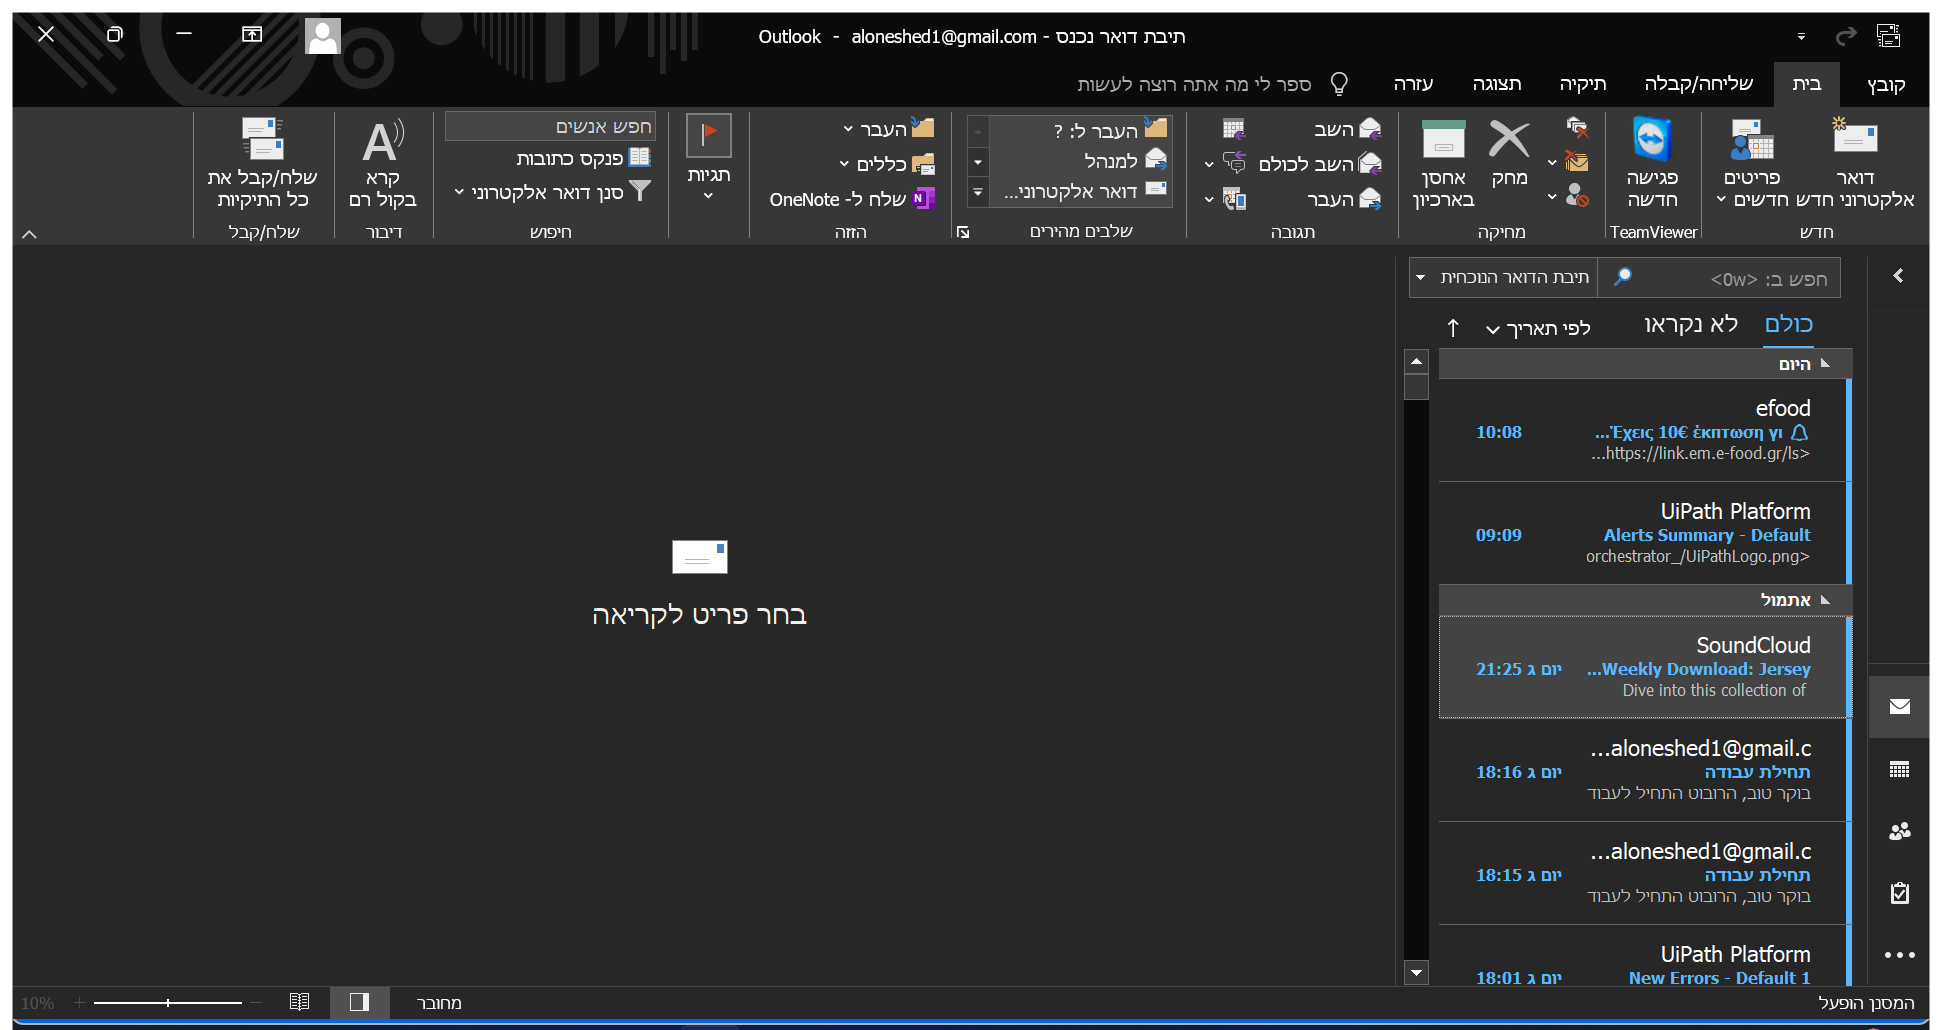 תיבת דואר נכנס - aloneshed1@gmail.com - Outlook
קובץ
בית
שליחה/קבלה
תיקיה
תצוגה
עזרה
ספר לי מה אתה רוצה לעשות
דואר
אלקטרוני חדש
פריטים
חדשים
חדש
פגישה
חדשה
TeamViewer
מחק
אחסן
בארכיון
מחיקה
השב
השב לכולם
העבר
תגובה
העבר ל: ?
למנהל
דואר אלקטרוני...
שלבים מהירים
העבר
כללים
שלח ל- OneNote
הזזה
תגיות
חפש אנשים
פנקס כתובות
סנן דואר אלקטרוני
חיפוש
קרא
בקול רם
דיבור
שלח/קבל את
כל התיקיות
שלח/קבל
חפש ב: <0w>
תיבת הדואר הנוכחית
כולם
לא נקראו
לפי תאריך
היום
efood
Έχεις 10€ έκπτωση γι...
10:08
https://link.em.e-food.gr/ls>...
UiPath Platform
Alerts Summary - Default
09:09
orchestrator_/UiPathLogo.png>
אתמול
SoundCloud
Weekly Download: Jersey...
יום ג 21:25
Dive into this collection of
aloneshed1@gmail.c...
תחילת עבודה
יום ג 18:16
בוקר טוב, הרובוט התחיל לעבוד
aloneshed1@gmail.c...
תחילת עבודה
יום ג 18:15
בוקר טוב, הרובוט התחיל לעבוד
UiPath Platform
New Errors - Default 1
יום ג 18:01
בחר פריט לקריאה
המסנן הופעל
מחובר
10%